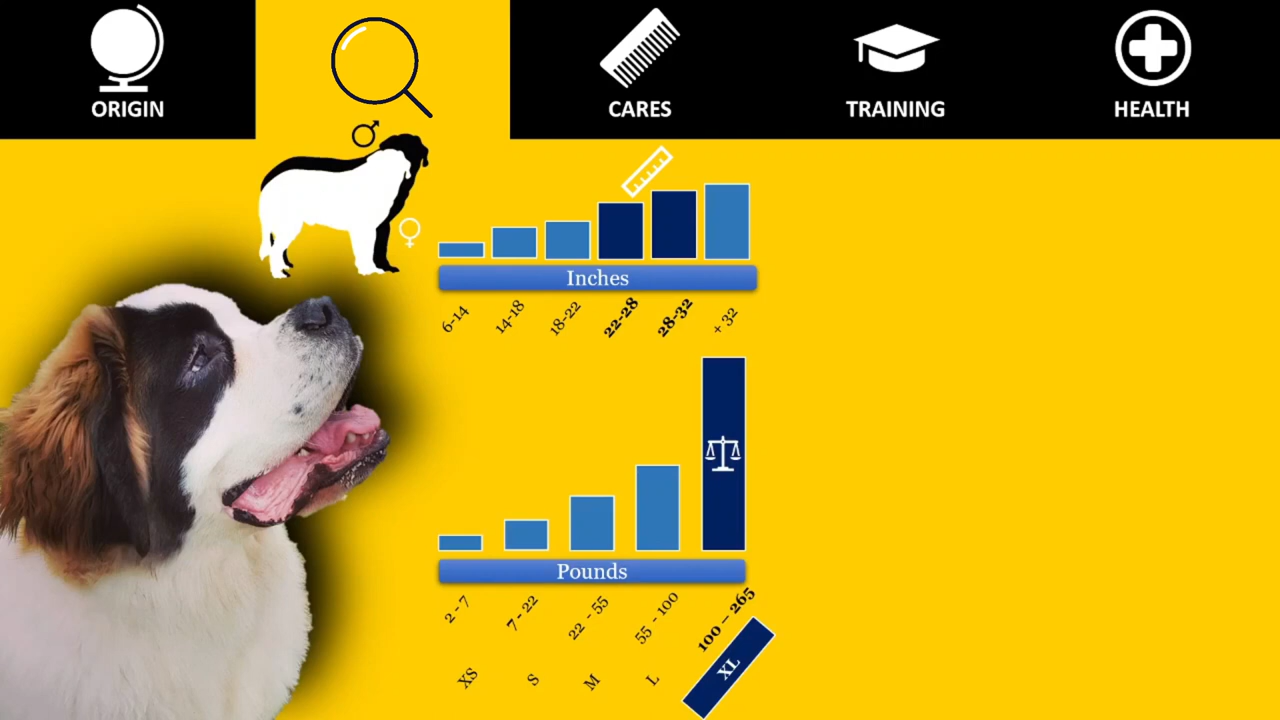 ORIGIN
CARES
TRAINING
HEALTH
Inches
6-14
14-18
18-22
22-28
28-32
+ 32
Pounds
2 - 7
7 - 22
22 - 55
55 - 100
100 – 265
XS
S
M
L
XL